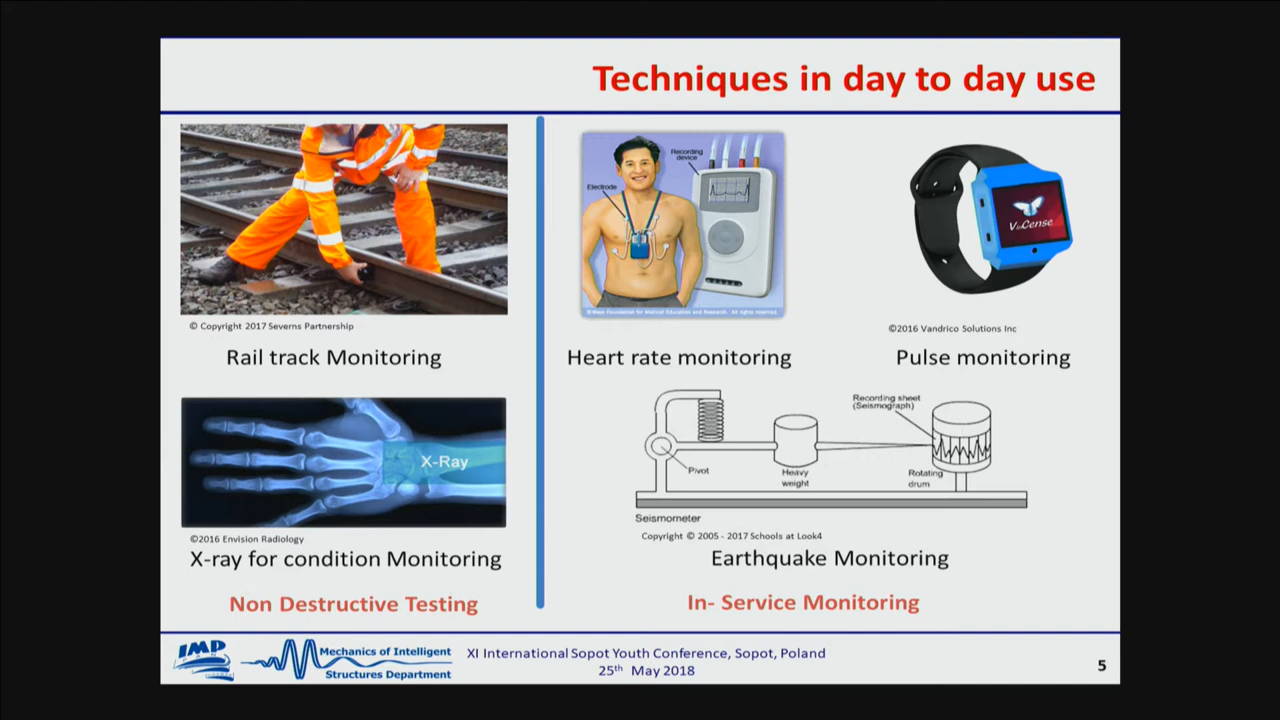 Techniques in day to day use
© Copyright 2017 Severns Partnership
Rail track Monitoring
X-Ray
©2016 Envision Radiology
X-ray for condition Monitoring
Non Destructive Testing
Recording
device
Electrode
Heart rate monitoring
©2016 Vandrico Solutions Inc
Pulse monitoring
Recording sheet
(Seismograph)
Pivot
Heavy
weight
Rotating
drum
Seismometer
Copyright © 2005 - 2017 Schools at Look4
Earthquake Monitoring
In- Service Monitoring
IMP
Mechanics of Intelligent
Structures Department
XI International Sopot Youth Conference, Sopot, Poland
25th May 2018
5